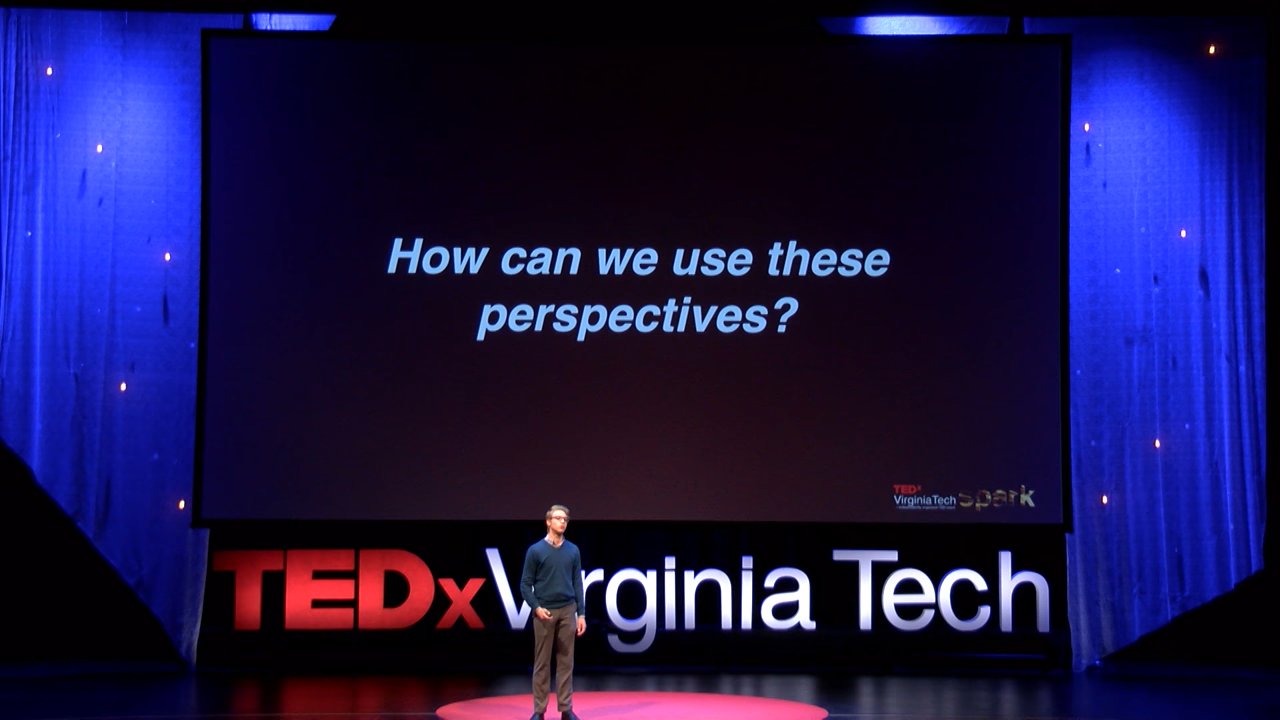 How can we use these
perspectives?
TEDx
VirginiaTech spark
TEDxVirginia Tech